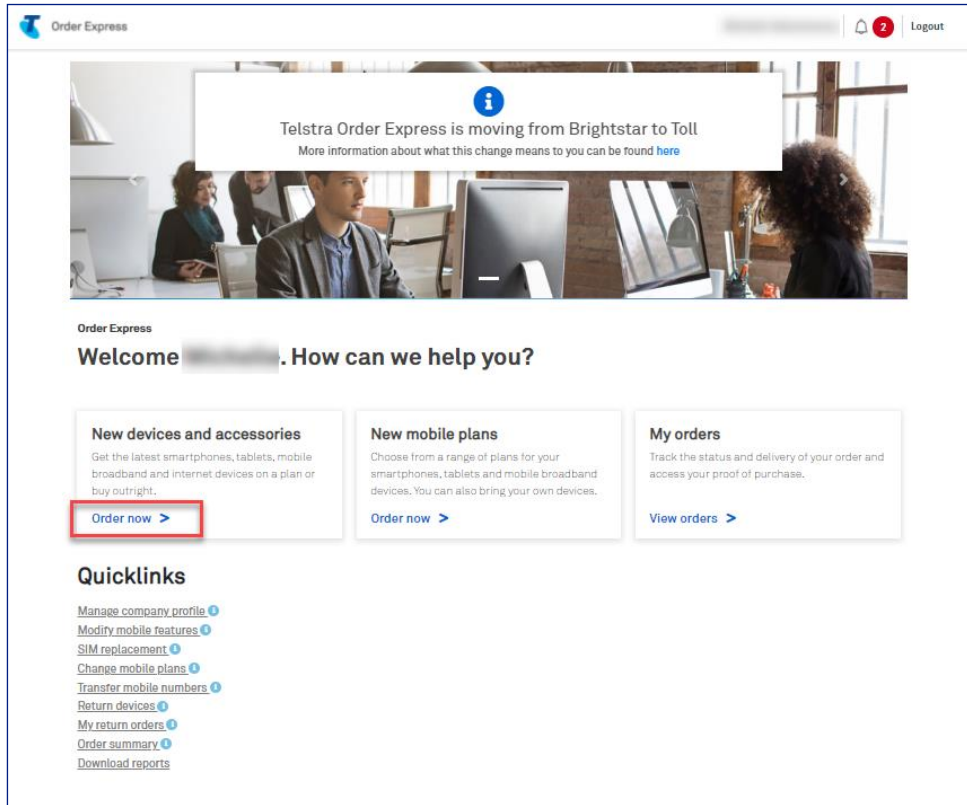 Order Express
2
Logout
Telstra Order Express is moving from Brightstar to Toll
More information about what this change means to you can be found here
Order Express
Welcome . How can we help you?
New devices and accessories
Get the latest smartphones, tablets, mobile
broadband and internet devices on a plan or
buy outright.
Order now >
New mobile plans
Choose from a range of plans for your
smartphones, tablets and mobile broadband
devices. You can also bring your own devices.
Order now >
My orders
Track the status and delivery of your order and
access your proof of purchase.
View orders >
Quicklinks
Manage company profile
Modify mobile features
SIM replacement
Change mobile plans
Transfer mobile numbers
Return devices
My return orders
Order summary
Download reports